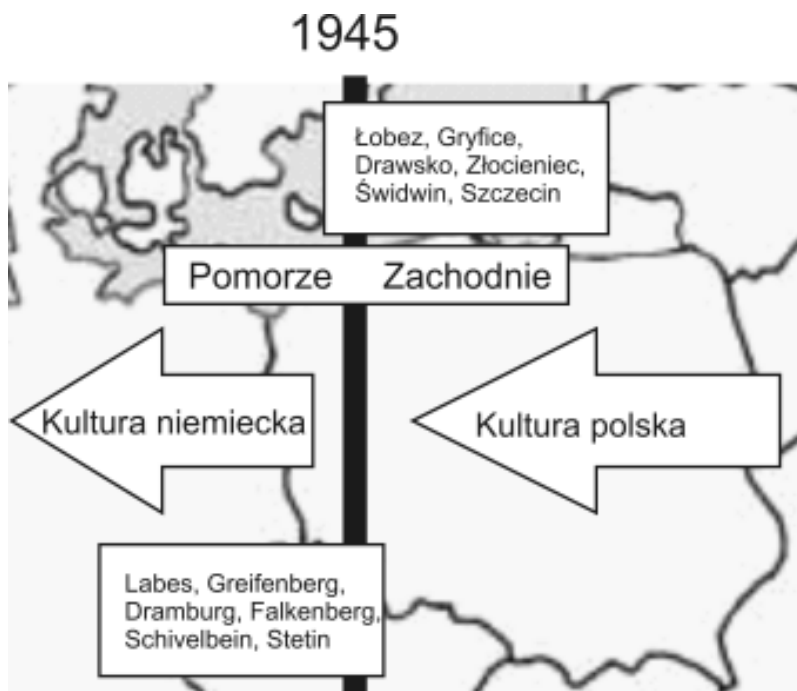 1945
Łobez, Gryfice,
Drawsko, Złocieniec,
Świdwin, Szczecin
Pomorze Zachodnie
Kultura niemiecka
Kultura polska
Labes, Greifenberg,
Dramburg, Falkenberg,
Schivelbein, Stetin